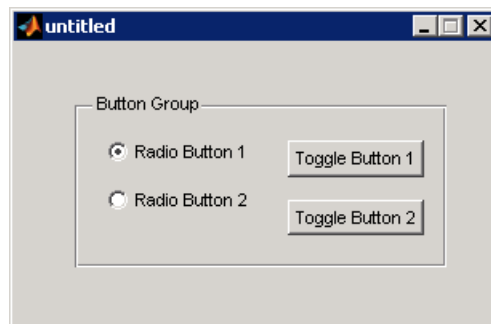 untitled
Button Group
Radio Button 1
Toggle Button 1
Radio Button 2
Toggle Button 2